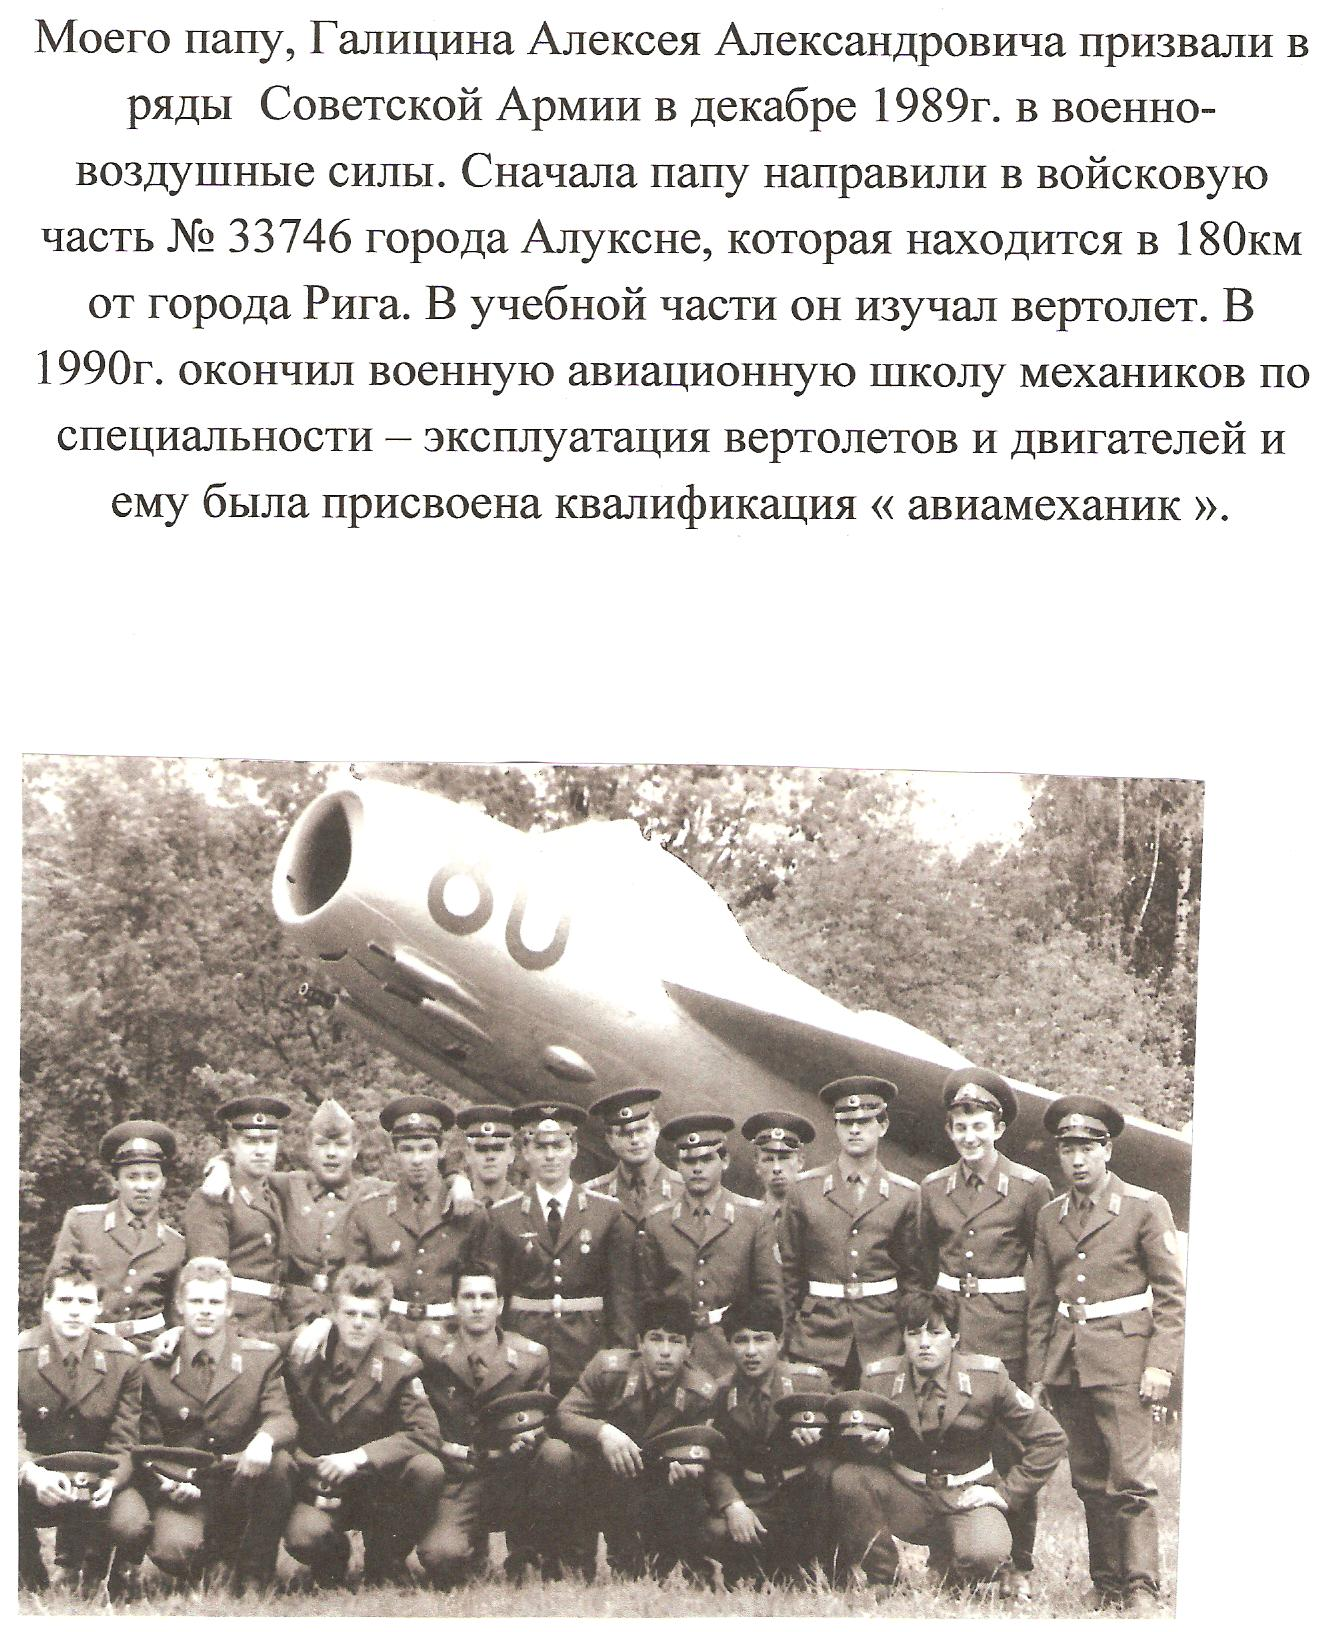 Моего папу, Галицина Алексея Александровича призвали в
ряды Советской Армии в декабре 1989г. в военно-
воздушные силы. Сначала папу направили в войсковую
часть № 33746 города Алуксне, которая находится в 180км
от города Рига. В учебной части он изучал вертолет. В
1990г. окончил военную авиационную школу механиков по
специальности – эксплуатация вертолетов и двигателей и
ему была присвоена квалификация « авиамеханик ».
80